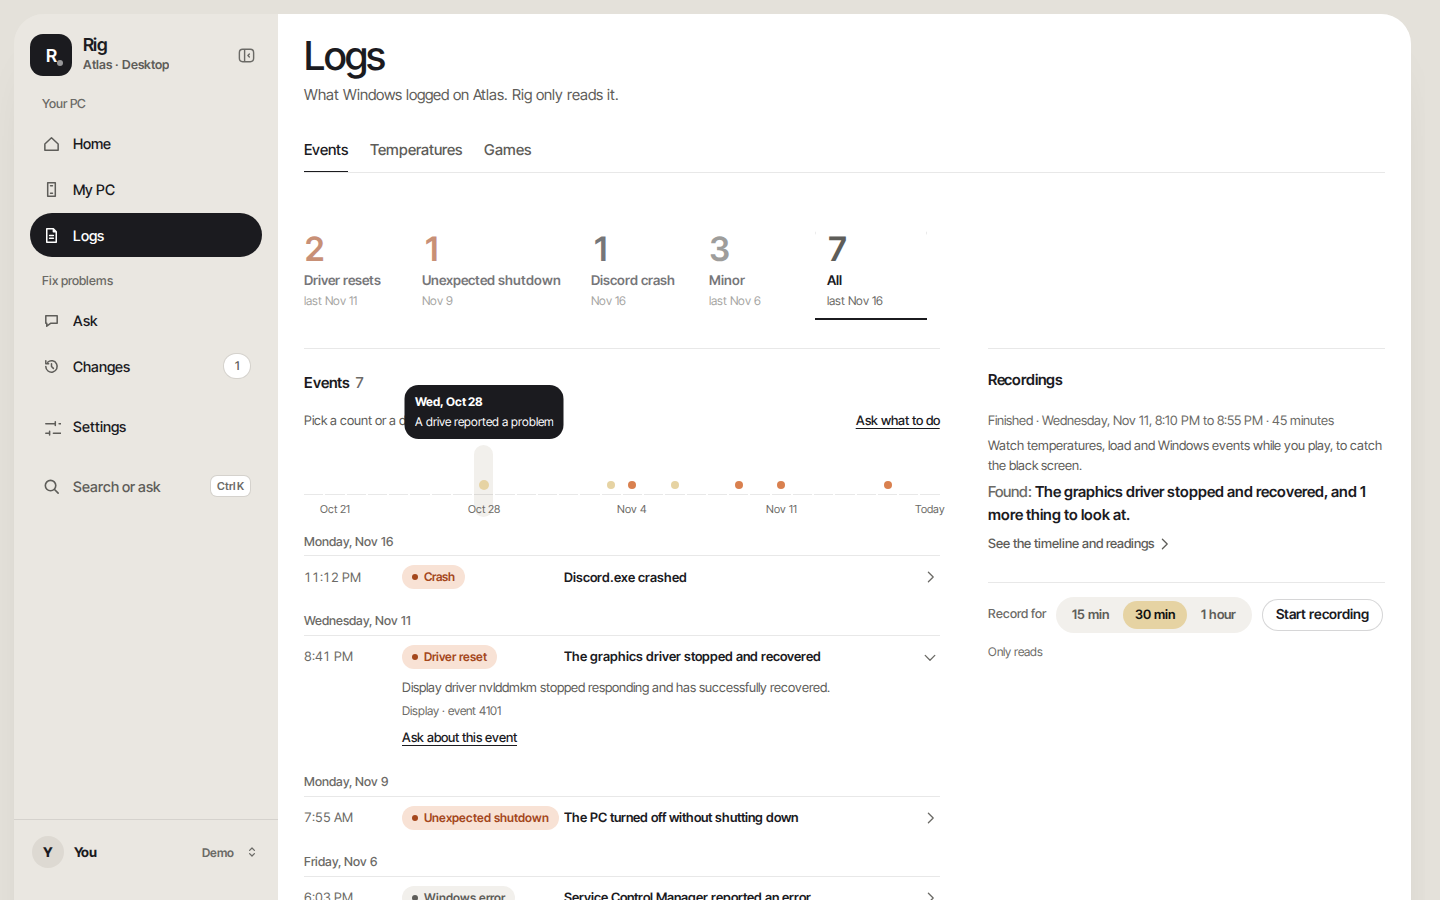 Rig
Atlas · Desktop
Your PC
Home
My PC
Logs
Fix problems
Ask
Changes
1
Settings
Search or ask
Ctrl K
Y
You
Demo
Logs
What Windows logged on Atlas. Rig only reads it.
Events
Temperatures
Games
2
Driver resets
last Nov 11
1
Unexpected shutdown
Nov 9
1
Discord crash
Nov 16
3
Minor
last Nov 6
7
All
last Nov 16
Events 7
Pick a count or a
Wed, Oct 28
A drive reported a problem
Ask what to do
Oct 21
Oct 28
Nov 4
Nov 11
Today
Monday, Nov 16
11:12 PM
Crash
Discord.exe crashed
Wednesday, Nov 11
8:41 PM
Driver reset
The graphics driver stopped and recovered
Display driver nvlddmkm stopped responding and has successfully recovered.
Display · event 4101
Ask about this event
Monday, Nov 9
7:55 AM
Unexpected shutdown
The PC turned off without shutting down
Friday, Nov 6
6:03 PM
Windows error
Service Control Manager reported an error
Recordings
Finished · Wednesday, Nov 11, 8:10 PM to 8:55 PM · 45 minutes
Watch temperatures, load and Windows events while you play, to catch
the black screen.
Found: The graphics driver stopped and recovered, and 1
more thing to look at.
See the timeline and readings
Record for
15 min
30 min
1 hour
Start recording
Only reads